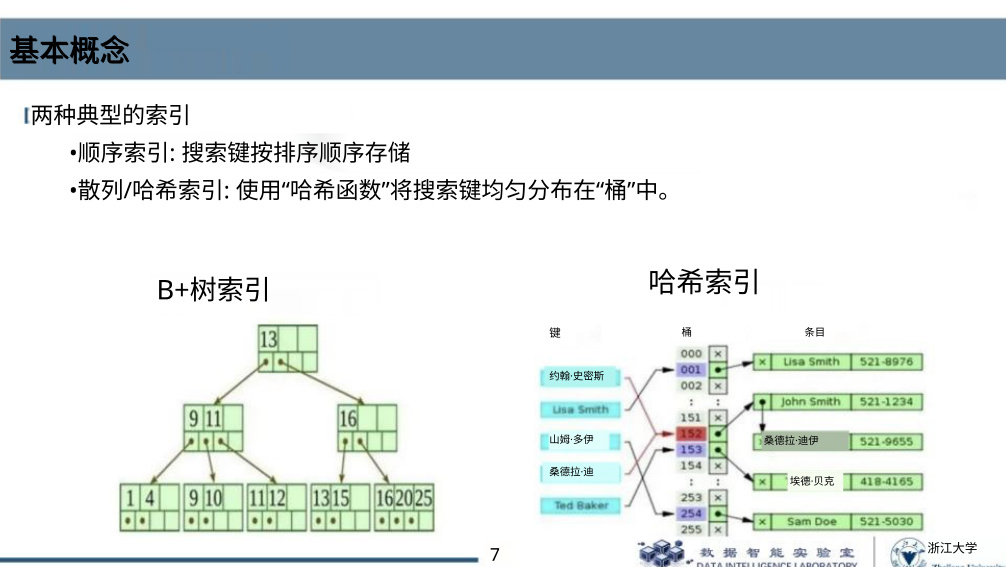 基本概念
两种典型的索引
•顺序索引: 搜索键按排序顺序存储
•散列/哈希索引: 使用“哈希函数”将搜索键均匀分布在“桶”中。
B+树索引
哈希索引
13
9 11
16
1 4
9 10
11 12
13 15
16 20 25
键
桶
条目
约翰·史密斯
Lisa Smith
山姆·多伊
桑德拉·迪
Ted Baker
000 ×
001
002 ×
: :
151 ×
152
153
154 ×
: :
253 ×
254
255 ×
× Lisa Smith 521-8976
John Smith 521-1234
桑德拉·迪伊 521-9655
× 埃德·贝克 418-4165
× Sam Doe 521-5030
7
数据智能实验室
DATA INTELLIGENCE LABORATORY
浙江大学